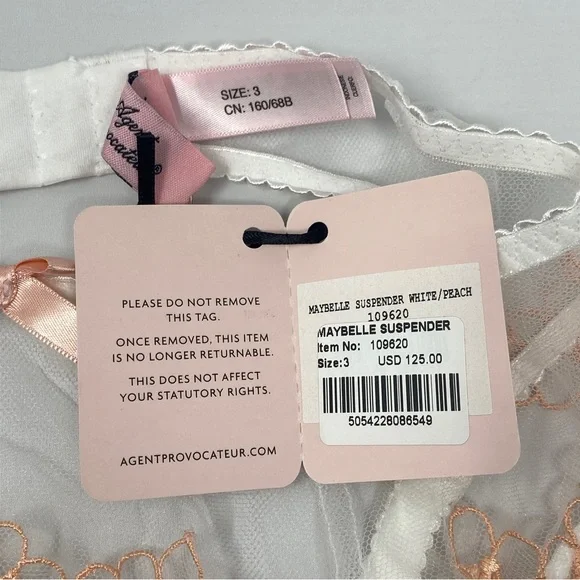 SIZE: 3
CN: 160/68B
Agent
ocateur®
PLEASE DO NOT REMOVE
THIS TAG.
ONCE REMOVED, THIS ITEM
IS NO LONGER RETURNABLE.
THIS DOES NOT AFFECT
YOUR STATUTORY RIGHTS.
AGENTPROVOCATEUR.COM
MAYBELLE SUSPENDER WHITE/PEACH
109620
MAYBELLE SUSPENDER
Item No: 109620
Size:3 USD 125.00
5054228086549